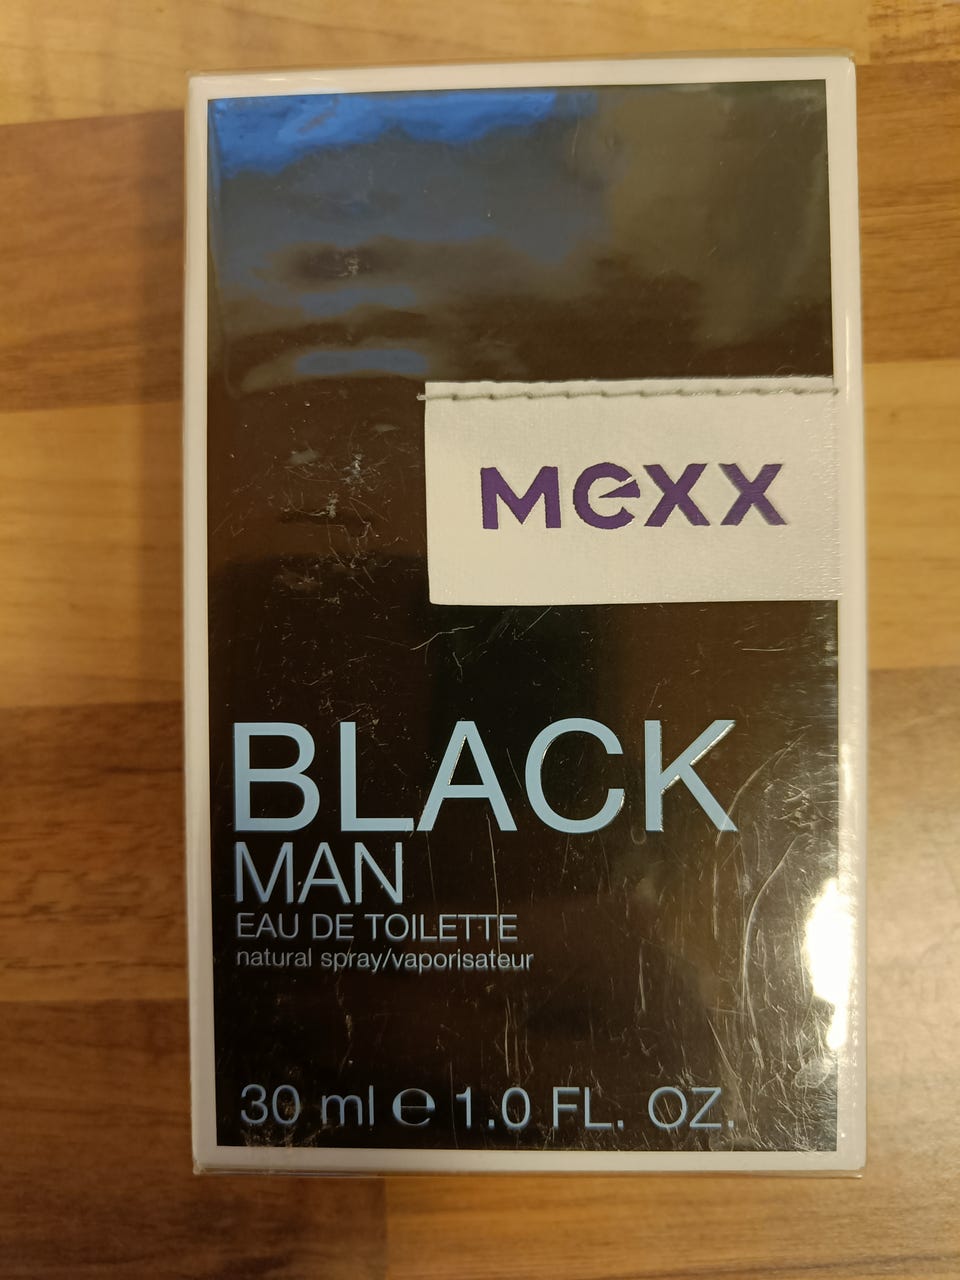 mexx
BLACK
MAN
EAU DE TOILETTE
natural spray/vaporisateur
30 ml ℮ 1.0 FL. OZ.